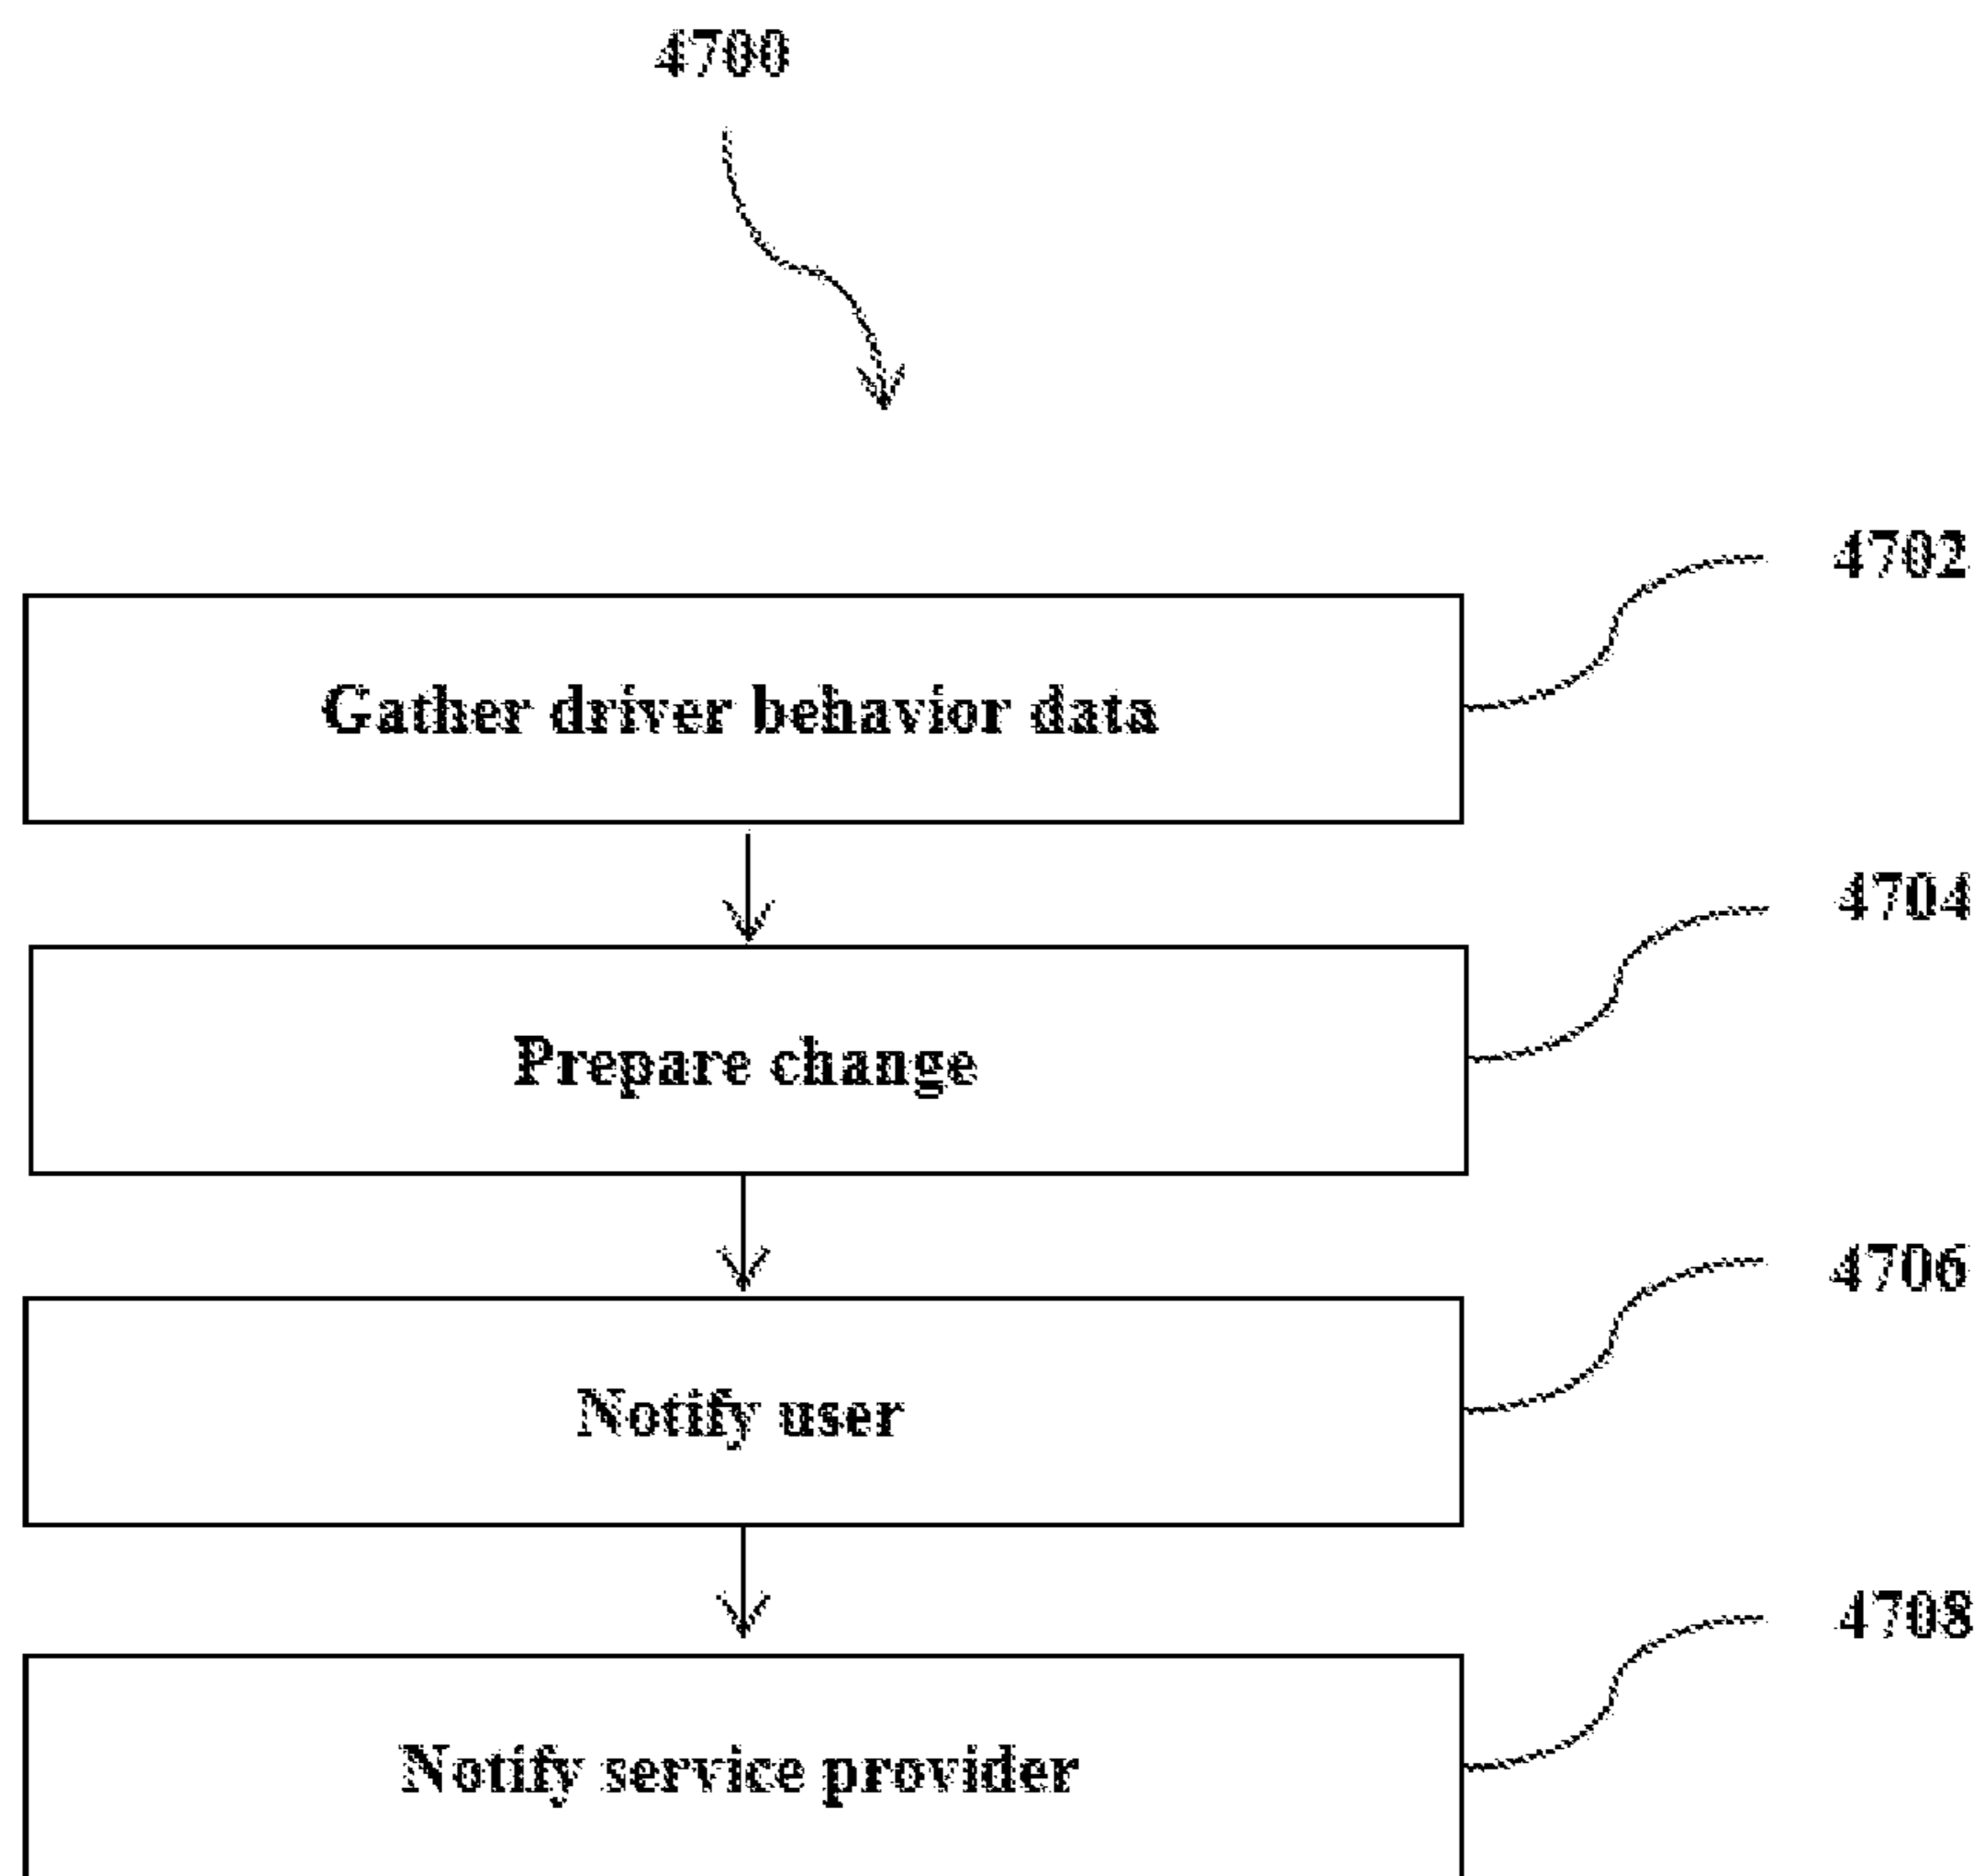 4700
4702
Gather driver behavior data
4704
Prepare change
4706
Notify user
4708
Notify service provider